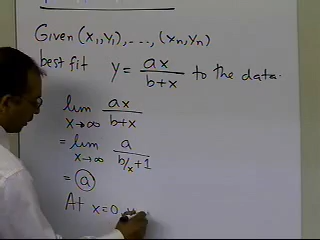 Given (x₁,y₁),....., (xₙ,yₙ)
best fit y = ax/(b+x) to the data.
lim x→∞ ax/(b+x)
= lim x→∞ a/(b/x+1)
= a
At x=0,